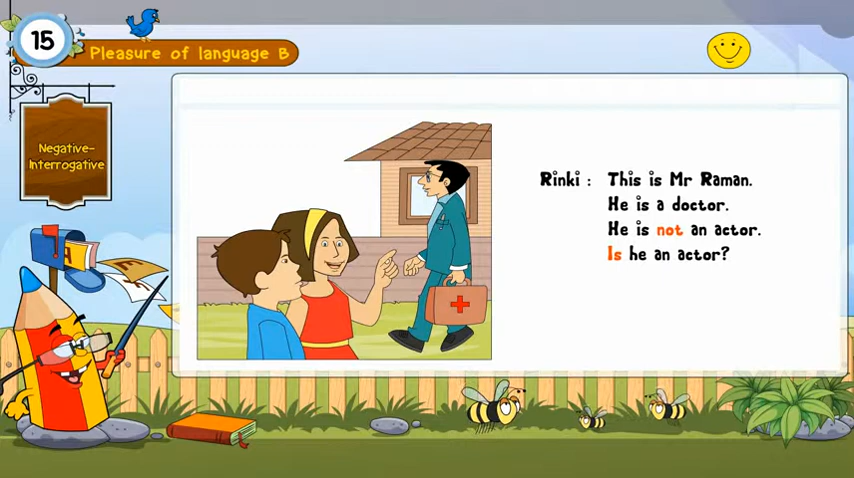 15
Pleasure of language B
Negative-
Interrogative
Rinki : This is Mr Raman.
He is a doctor.
He is not an actor.
Is he an actor?